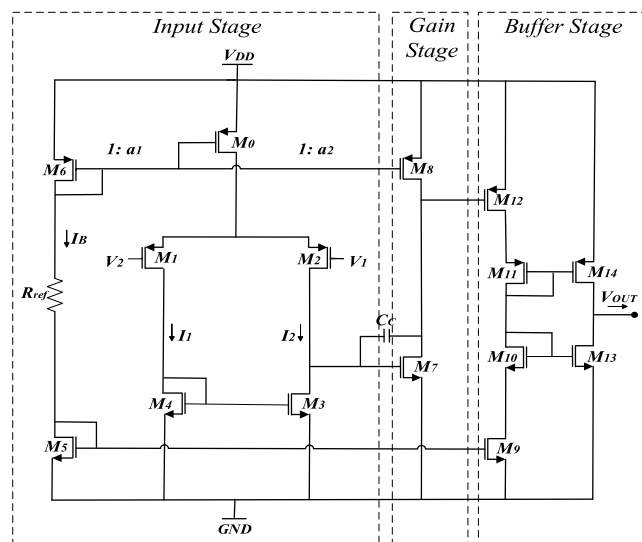 Input Stage
Gain Stage
Buffer Stage
VDD
M6
1: a1
M0
1: a2
M8
M12
IB
M1
M2
V2
V1
M11
M14
Rref
VOUT
I1
I2
Cc
M7
M10
M13
M4
M3
M5
M9
GND